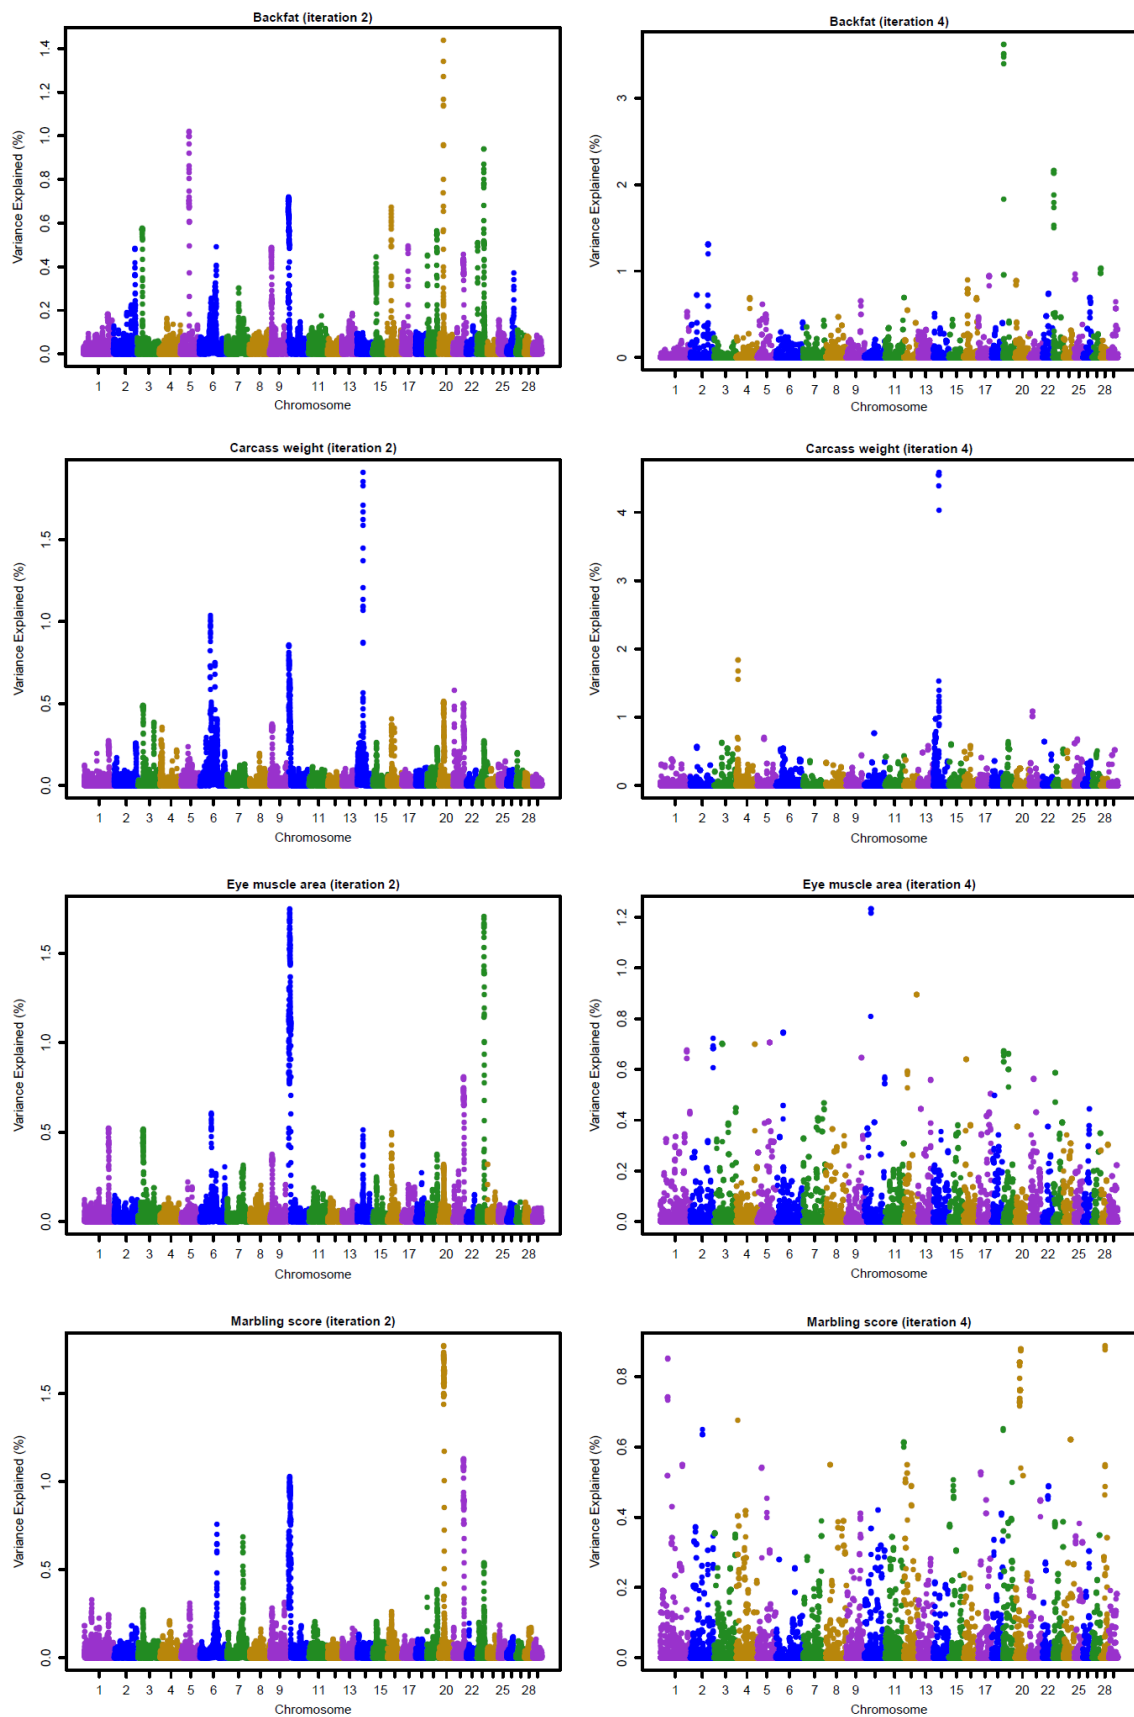 Backfat (iteration 2)
Variance Explained (%)
1.4
1.2
1.0
0.8
0.6
0.4
0.2
0.0
1 2 3 4 5 6 7 8 9 11 13 15 17 20 22 25 28
Chromosome
Backfat (iteration 4)
Variance Explained (%)
3
2
1
0
1 2 3 4 5 6 7 8 9 11 13 15 17 20 22 25 28
Chromosome
Carcass weight (iteration 2)
Variance Explained (%)
1.5
1.0
0.5
0.0
1 2 3 4 5 6 7 8 9 11 13 15 17 20 22 25 28
Chromosome
Carcass weight (iteration 4)
Variance Explained (%)
4
3
2
1
0
1 2 3 4 5 6 7 8 9 11 13 15 17 20 22 25 28
Chromosome
Eye muscle area (iteration 2)
Variance Explained (%)
1.5
1.0
0.5
0.0
1 2 3 4 5 6 7 8 9 11 13 15 17 20 22 25 28
Chromosome
Eye muscle area (iteration 4)
Variance Explained (%)
1.2
1.0
0.8
0.6
0.4
0.2
0.0
1 2 3 4 5 6 7 8 9 11 13 15 17 20 22 25 28
Chromosome
Marbling score (iteration 2)
Variance Explained (%)
1.5
1.0
0.5
0.0
1 2 3 4 5 6 7 8 9 11 13 15 17 20 22 25 28
Chromosome
Marbling score (iteration 4)
Variance Explained (%)
0.8
0.6
0.4
0.2
0.0
1 2 3 4 5 6 7 8 9 11 13 15 17 20 22 25 28
Chromosome